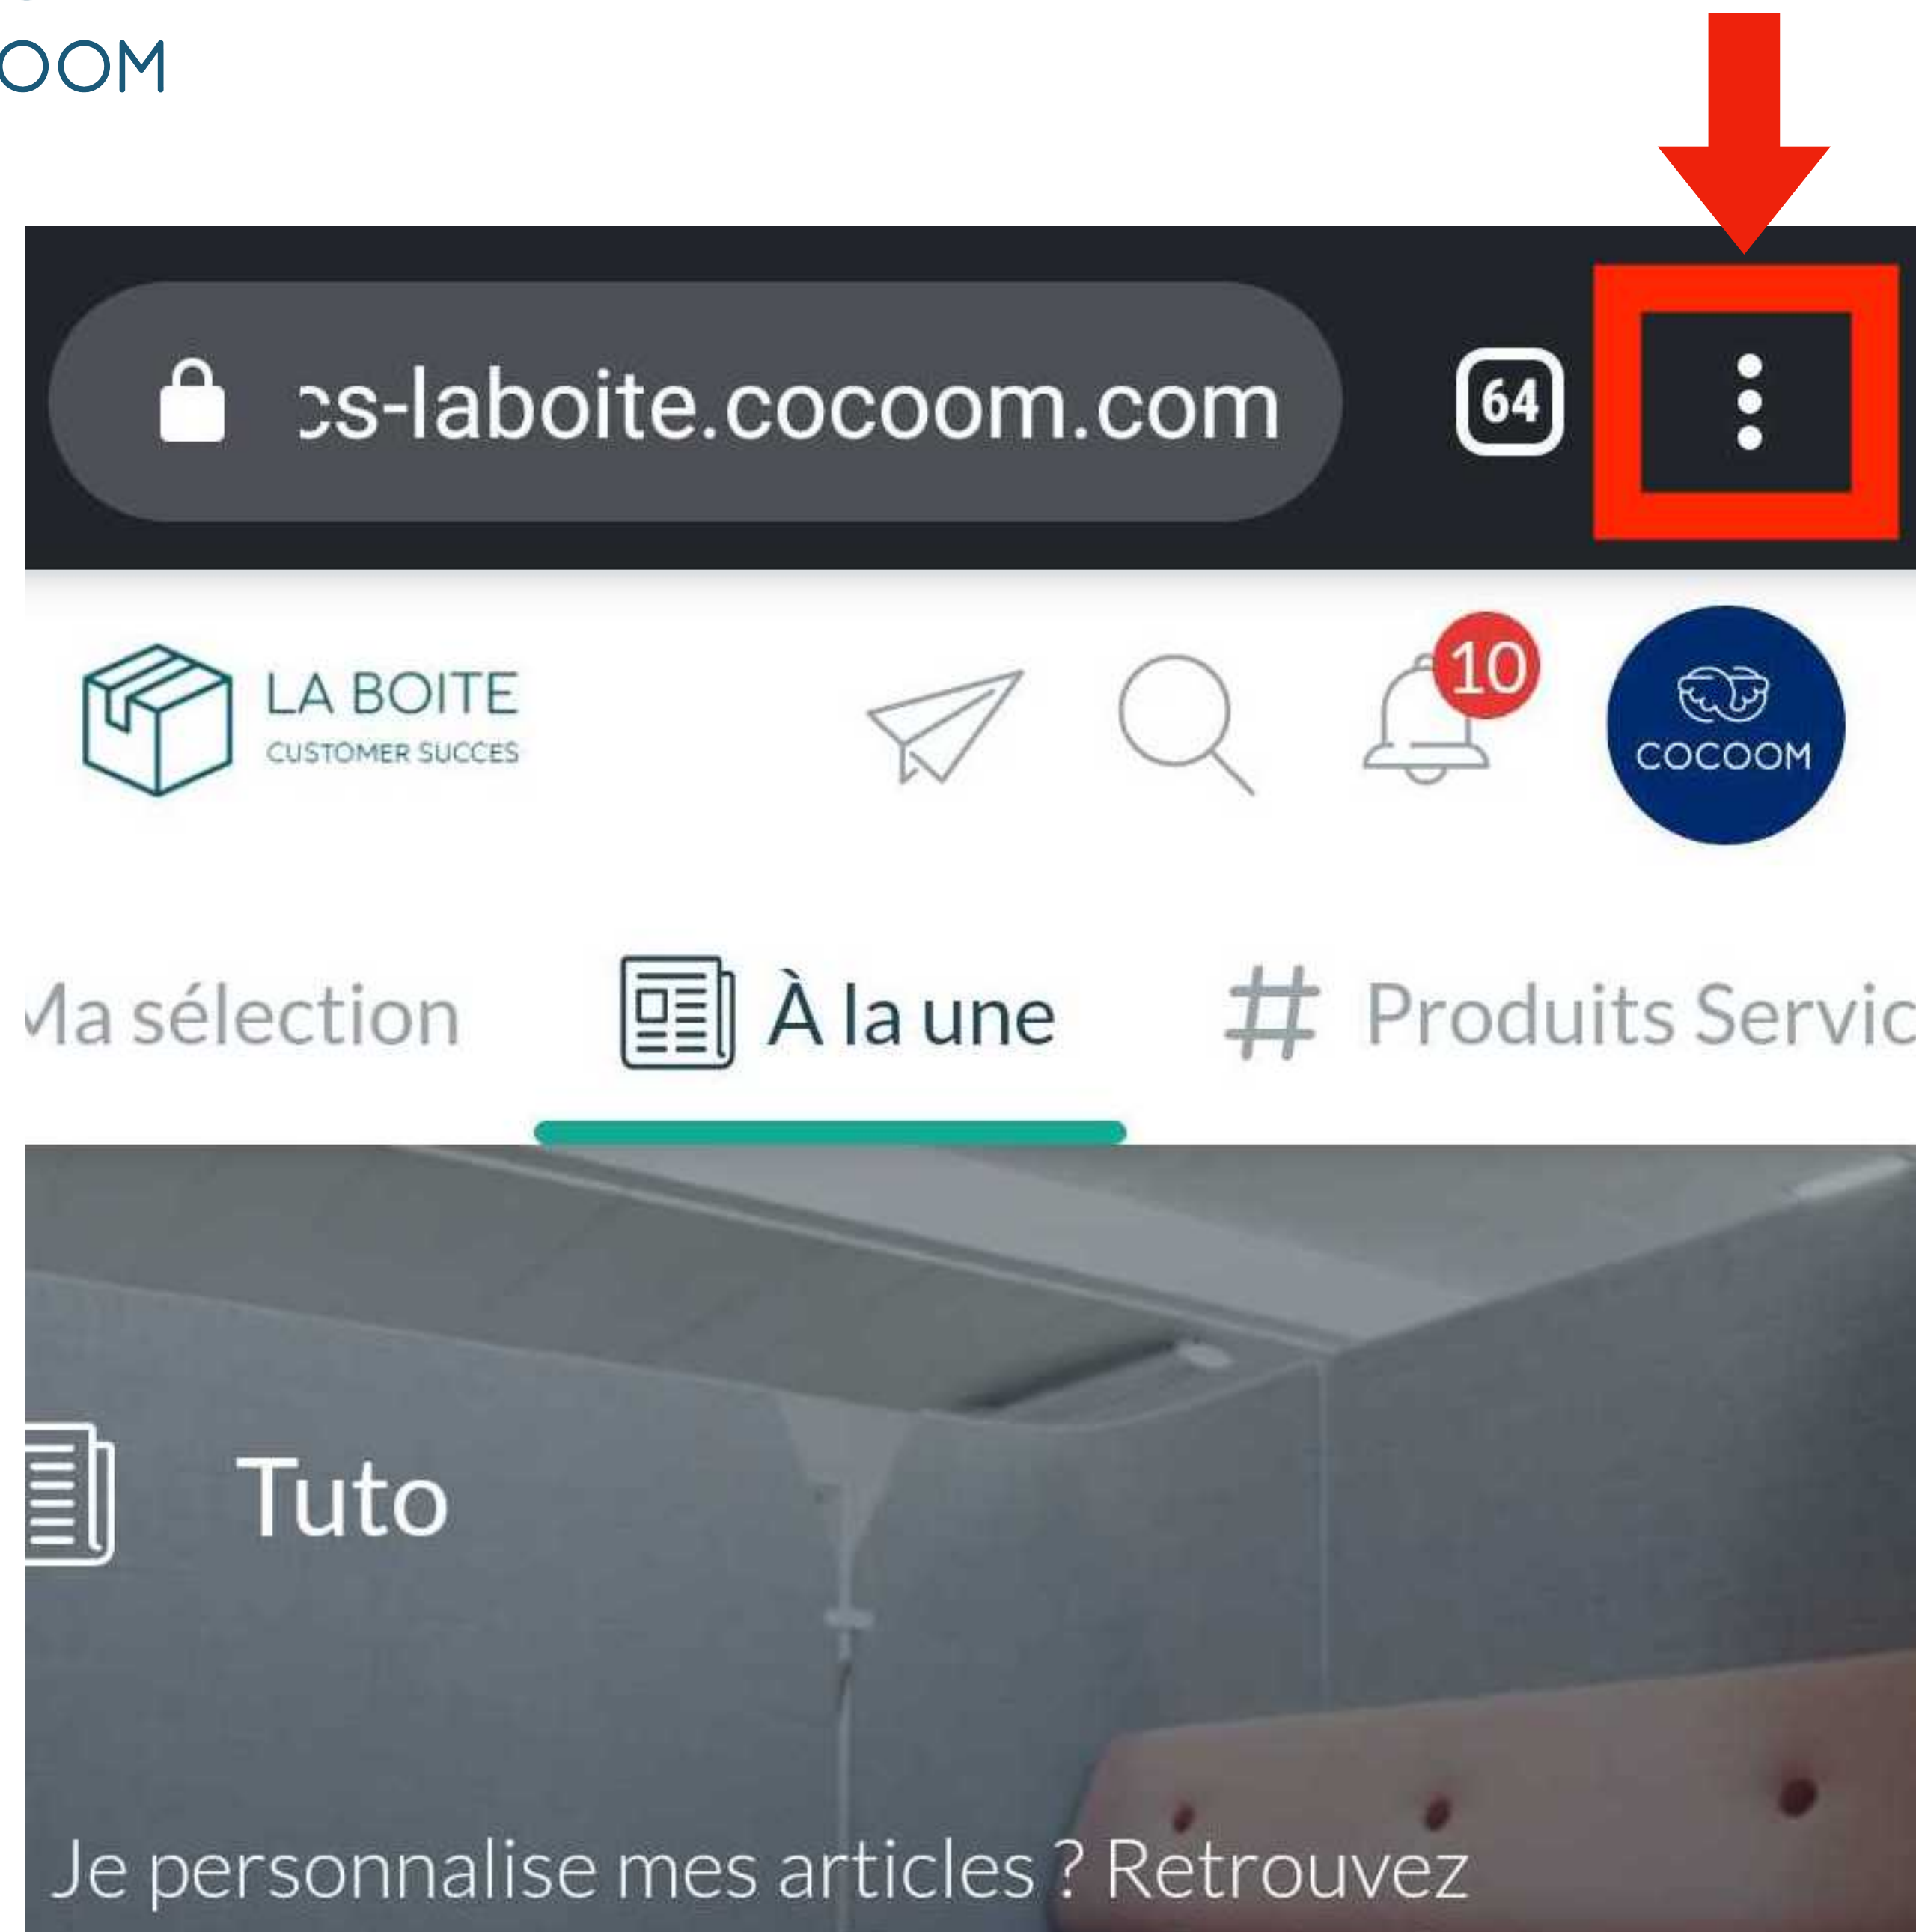 OOM
cs-laboite.cocoom.com
64
LA BOITE
CUSTOMER SUCCES
10
COCOOM
Ma sélection
À la une
# Produits Servic
Tuto
Je personnalise mes articles ? Retrouvez